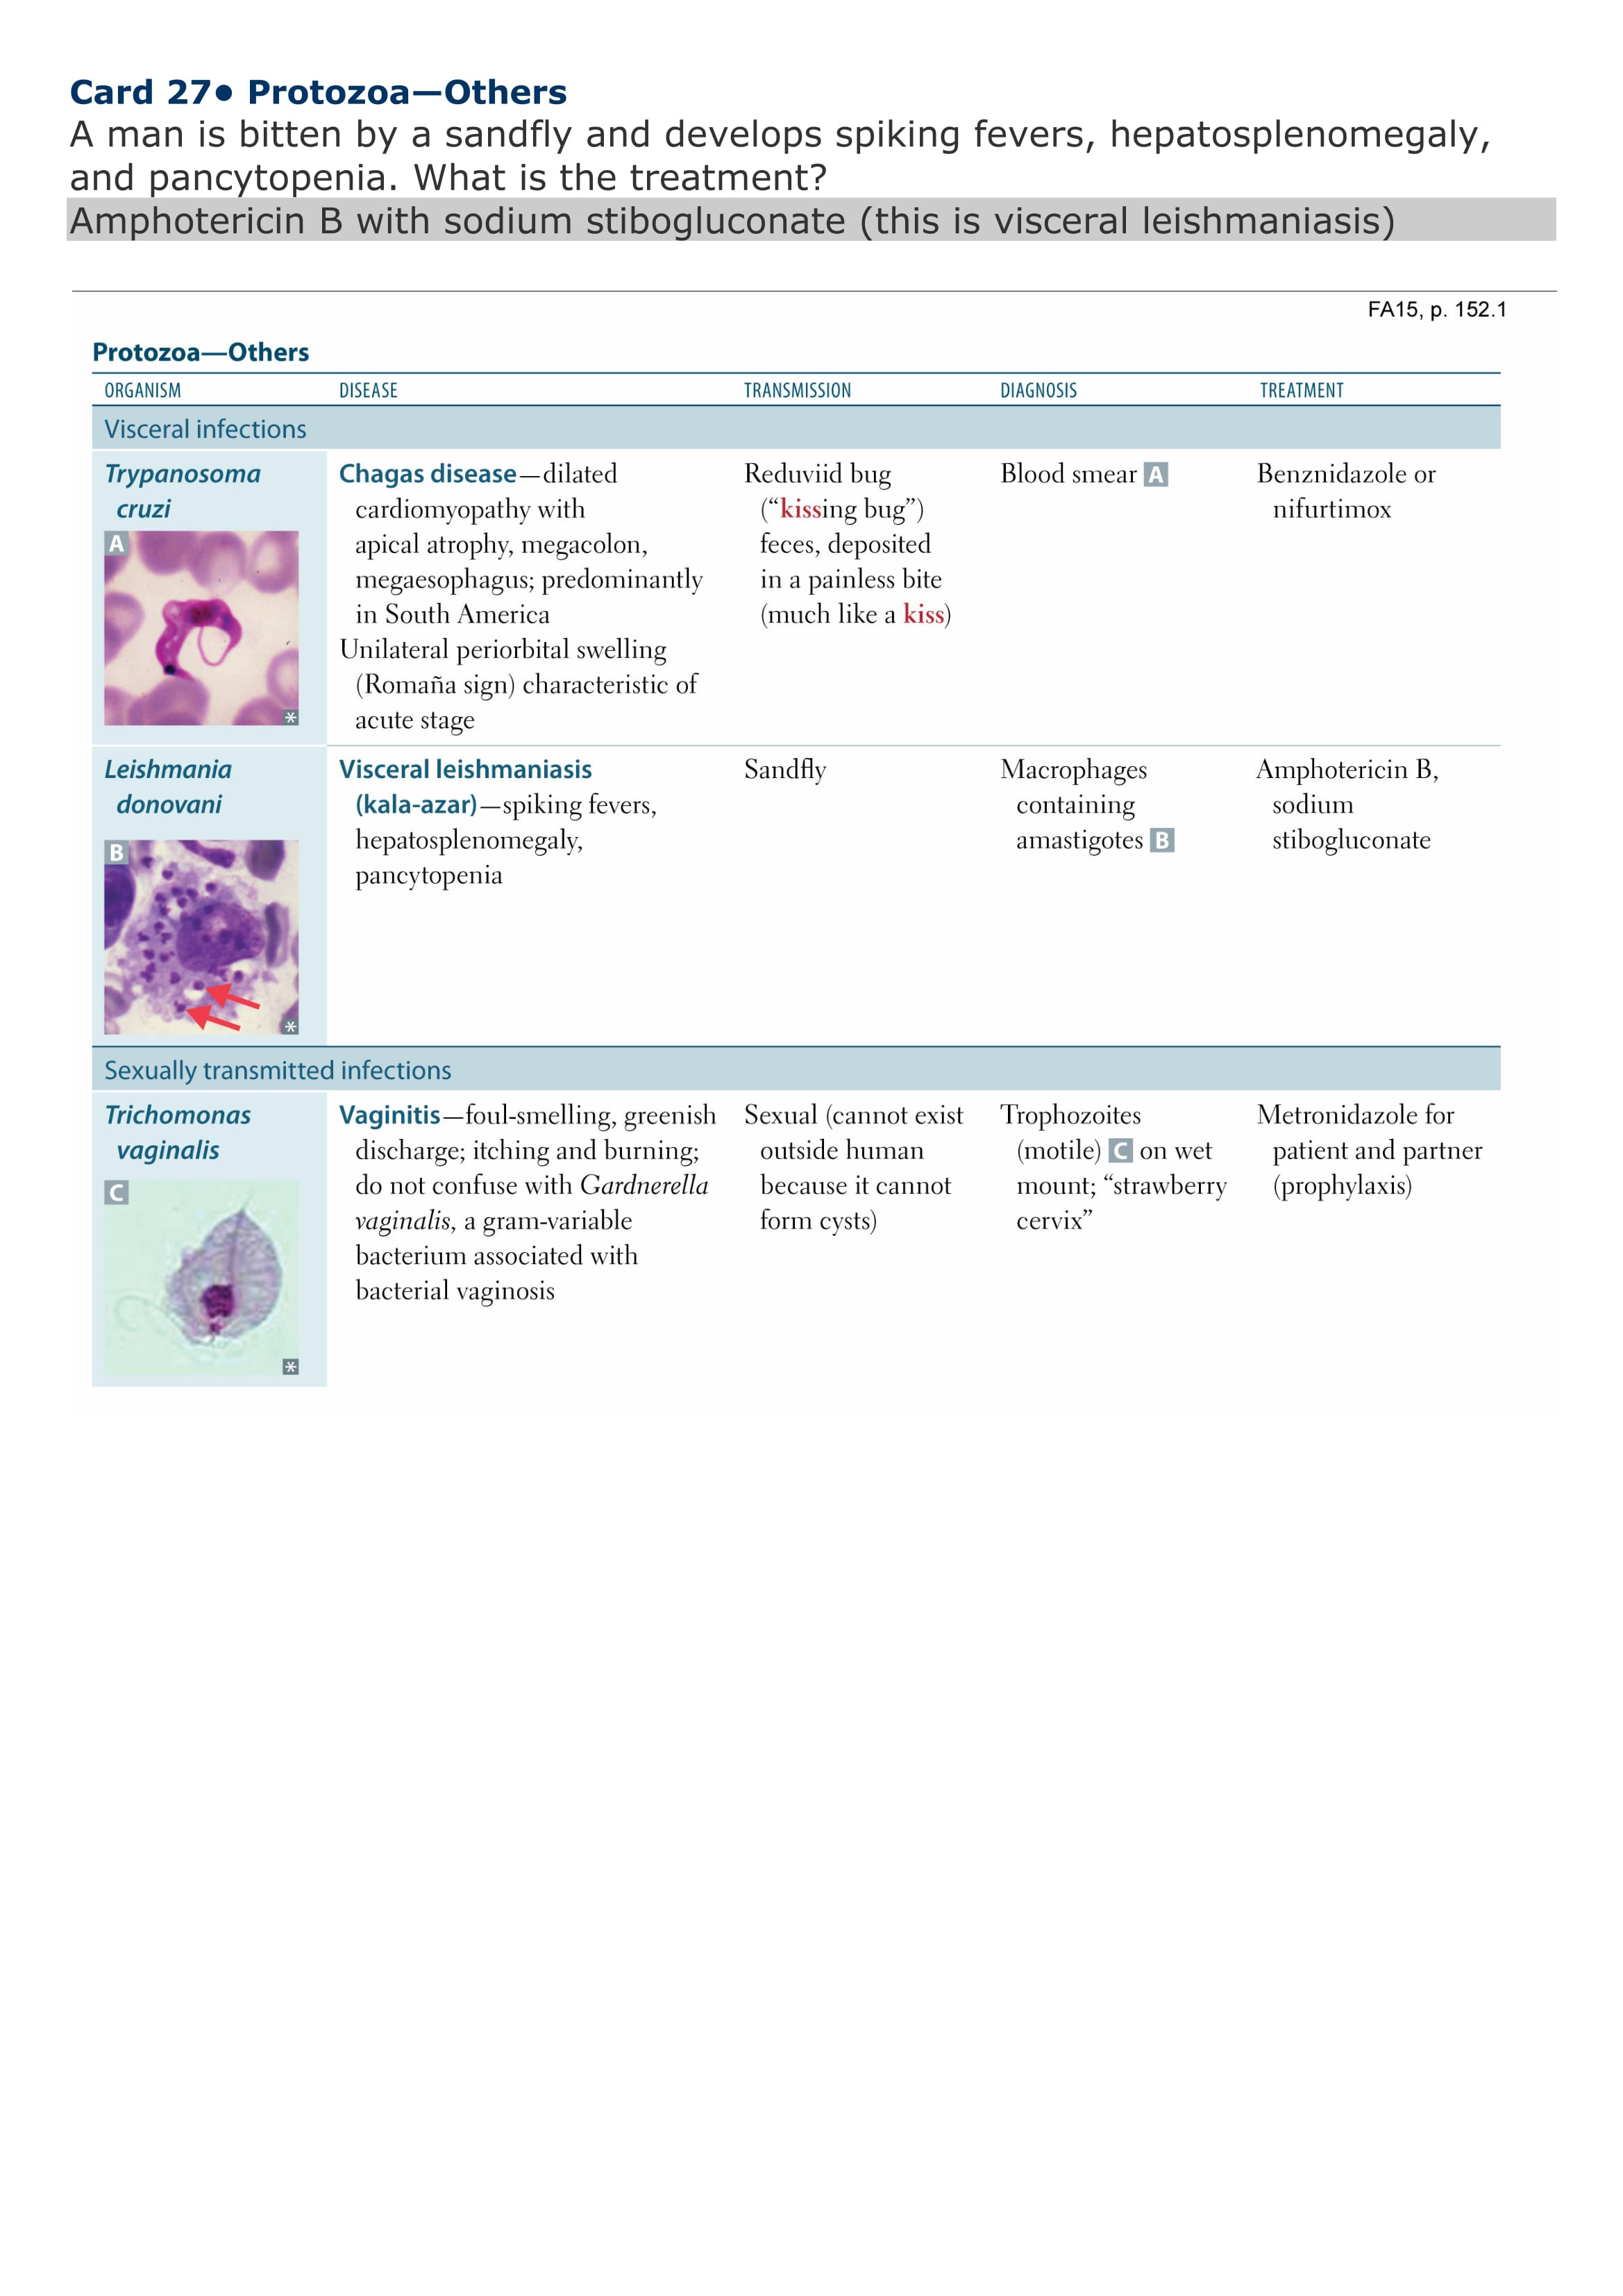 Card 27● Protozoa—Others
A man is bitten by a sandfly and develops spiking fevers, hepatosplenomegaly,
and pancytopenia. What is the treatment?
Amphotericin B with sodium stibogluconate (this is visceral leishmaniasis)
FA15, p. 152.1
Protozoa—Others
ORGANISM DISEASE TRANSMISSION DIAGNOSIS TREATMENT
Visceral infections
Trypanosoma
cruzi
A
*
Chagas disease—dilated
cardiomyopathy with
apical atrophy, megacolon,
megaesophagus; predominantly
in South America
Unilateral periorbital swelling
(Romaña sign) characteristic of
acute stage
Reduviid bug
(“kissing bug”)
feces, deposited
in a painless bite
(much like a kiss)
Blood smear A
Benznidazole or
nifurtimox
Leishmania
donovani
B
*
Visceral leishmaniasis
(kala-azar)—spiking fevers,
hepatosplenomegaly,
pancytopenia
Sandfly
Macrophages
containing
amastigotes B
Amphotericin B,
sodium
stibogluconate
Sexually transmitted infections
Trichomonas
vaginalis
C
*
Vaginitis—foul-smelling, greenish
discharge; itching and burning;
do not confuse with Gardnerella
vaginalis, a gram-variable
bacterium associated with
bacterial vaginosis
Sexual (cannot exist
outside human
because it cannot
form cysts)
Trophozoites
(motile) C on wet
mount; “strawberry
cervix”
Metronidazole for
patient and partner
(prophylaxis)